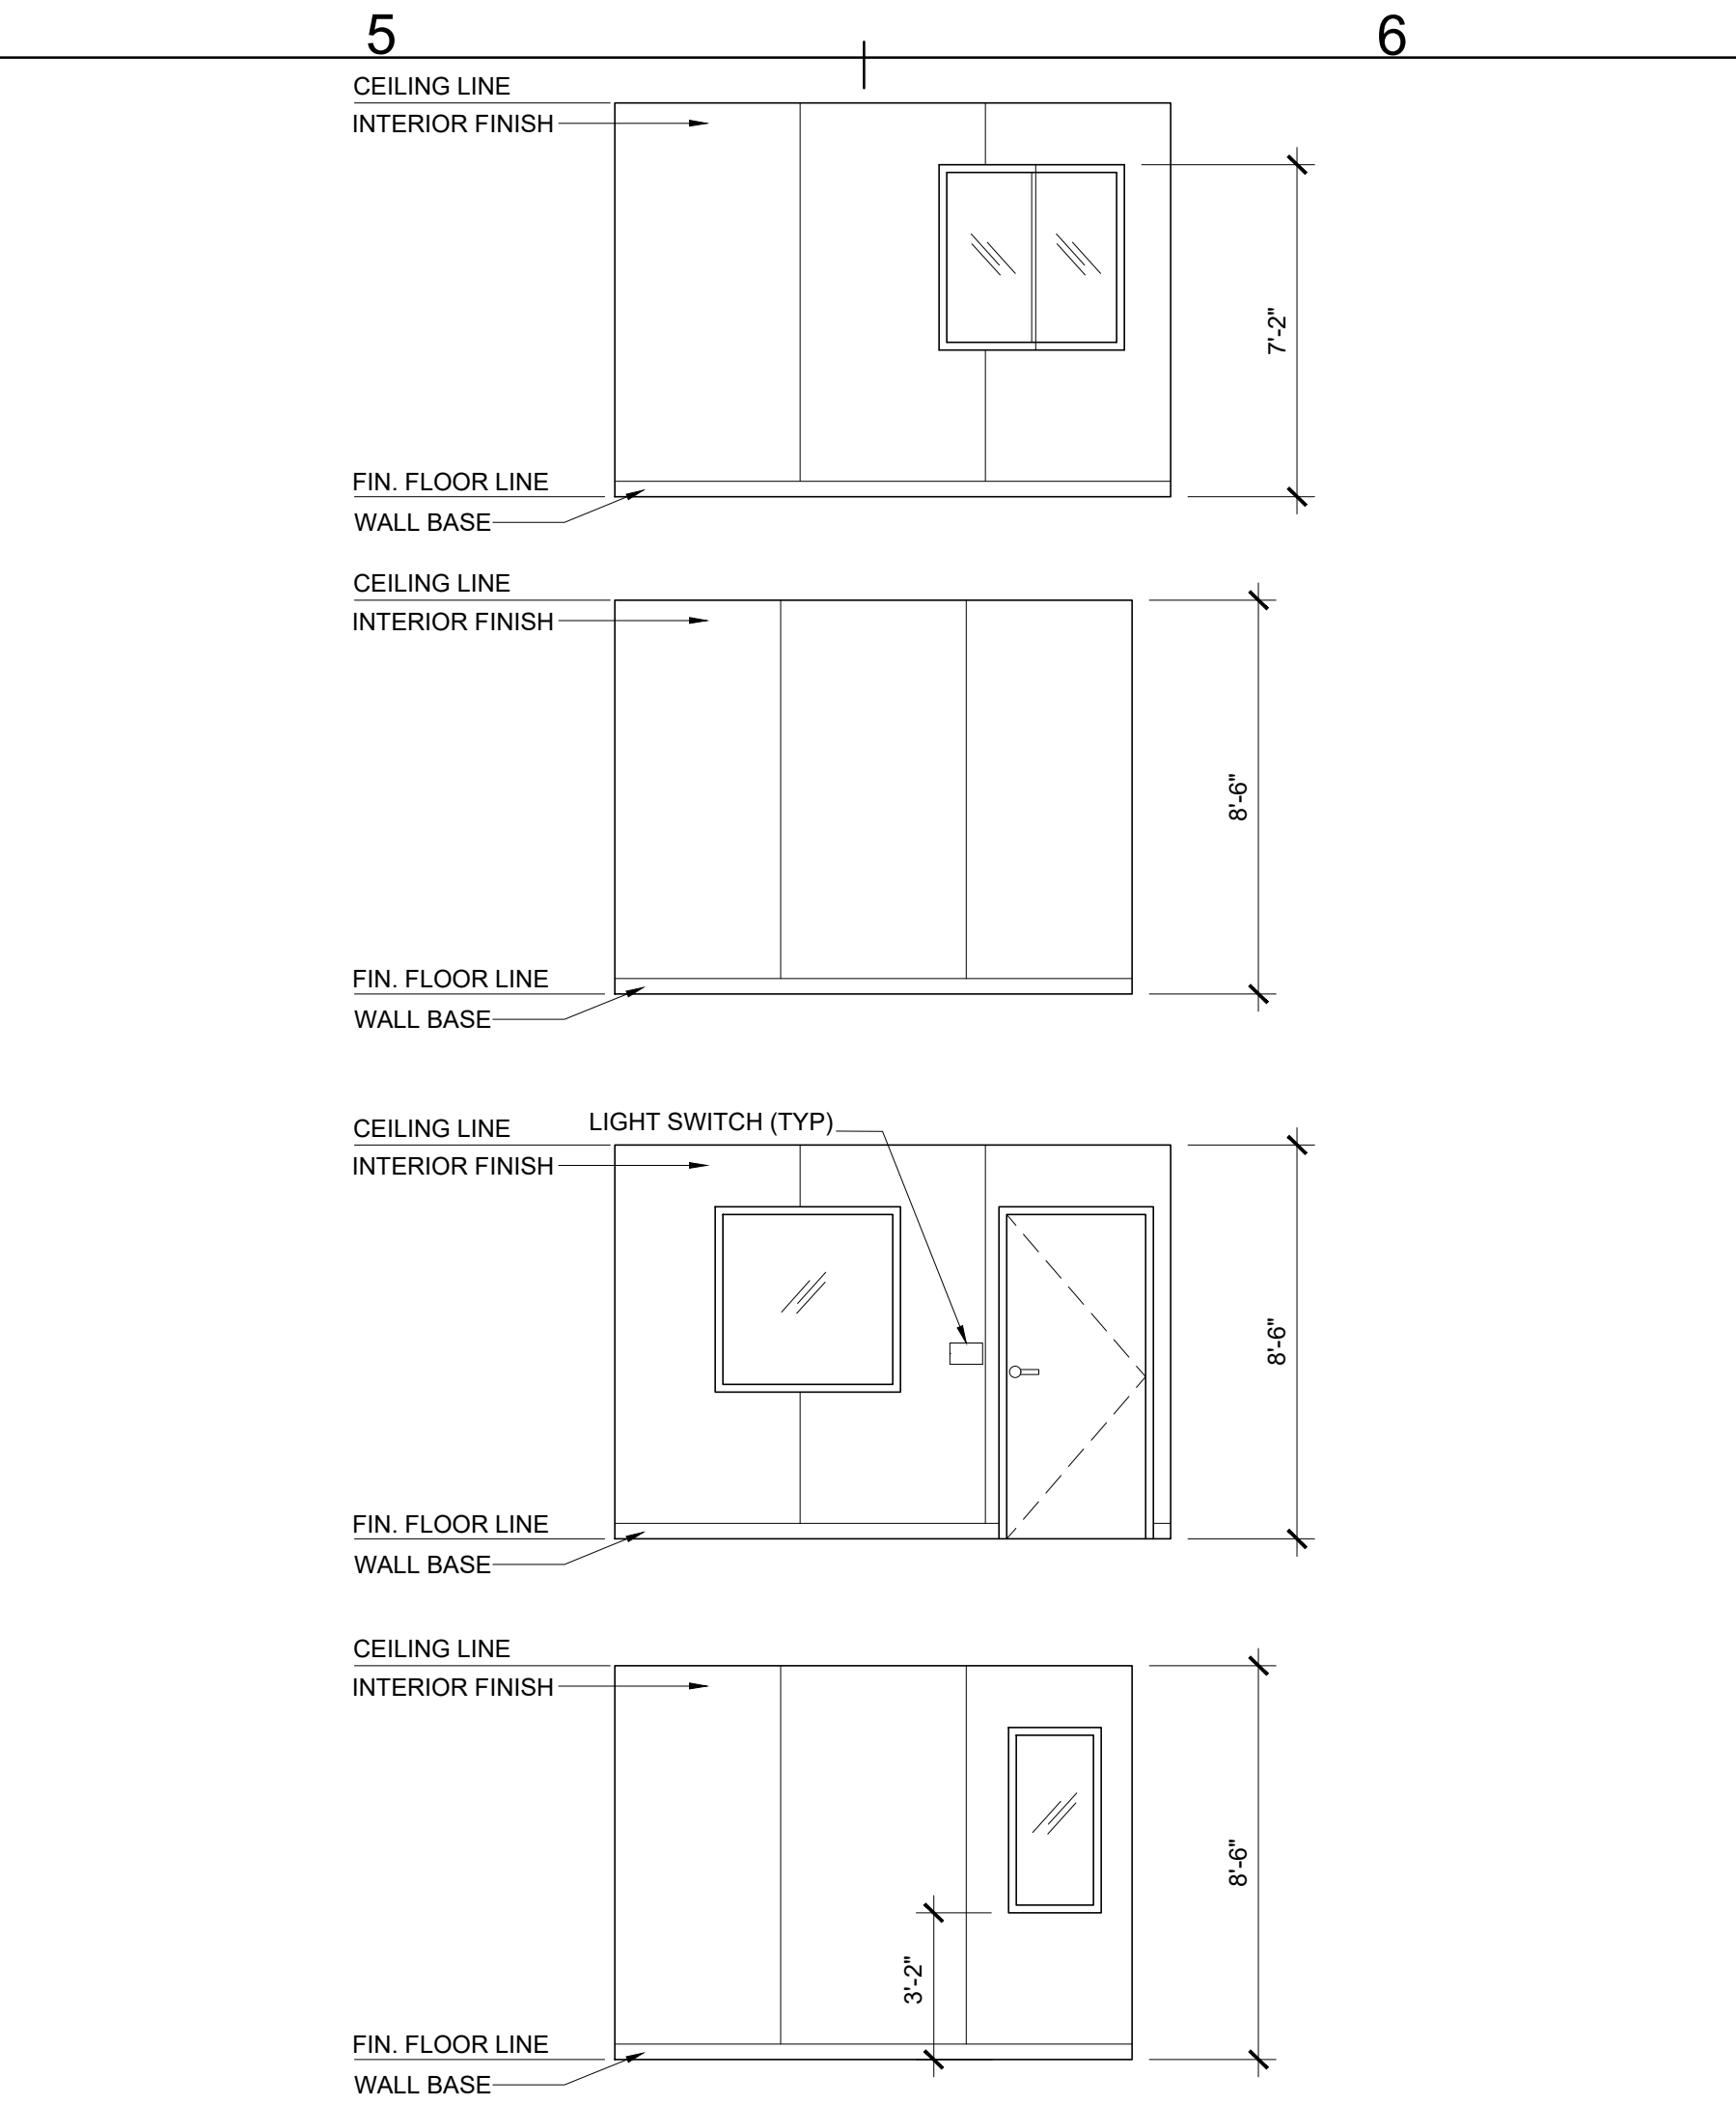 5
6
CEILING LINE
INTERIOR FINISH
7'-2"
FIN. FLOOR LINE
WALL BASE
CEILING LINE
INTERIOR FINISH
8'-6"
FIN. FLOOR LINE
WALL BASE
LIGHT SWITCH (TYP)
CEILING LINE
INTERIOR FINISH
8'-6"
FIN. FLOOR LINE
WALL BASE
CEILING LINE
INTERIOR FINISH
8'-6"
3'-2"
FIN. FLOOR LINE
WALL BASE